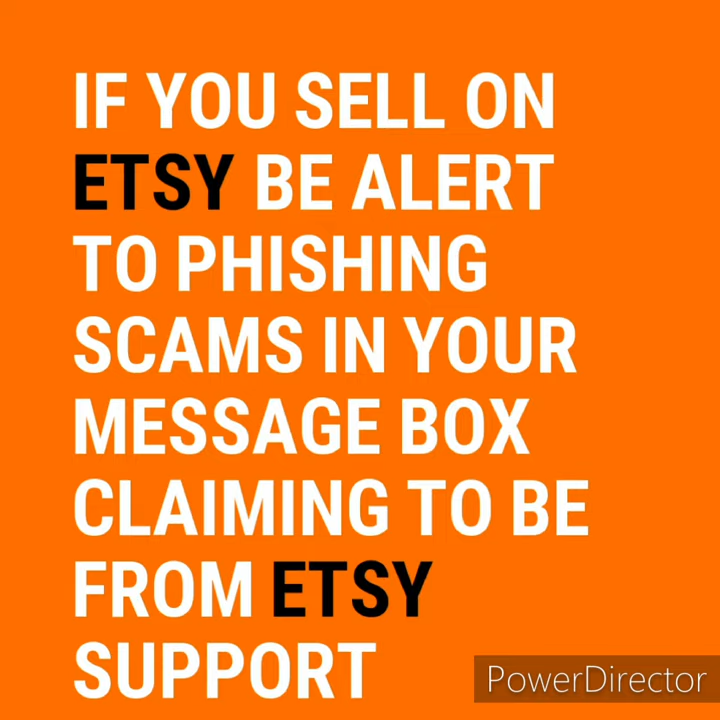 IF YOU SELL ON
ETSY BE ALERT
TO PHISHING
SCAMS IN YOUR
MESSAGE BOX
CLAIMING TO BE
FROM ETSY
SUPPORT
PowerDirector